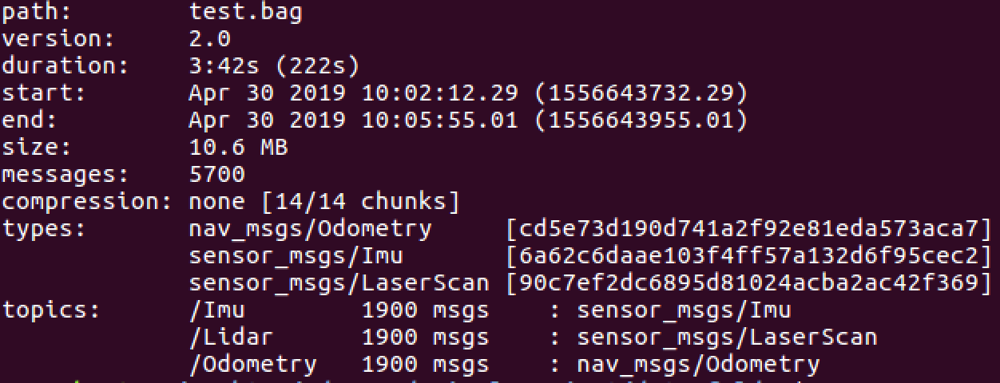 path: test.bag
version: 2.0
duration: 3:42s (222s)
start: Apr 30 2019 10:02:12.29 (1556643732.29)
end: Apr 30 2019 10:05:55.01 (1556643955.01)
size: 10.6 MB
messages: 5700
compression: none [14/14 chunks]
types: nav_msgs/Odometry [cd5e73d190d741a2f92e81eda573aca7]
sensor_msgs/Imu [6a62c6daae103f4ff57a132d6f95cec2]
sensor_msgs/LaserScan [90c7ef2dc6895d81024acba2ac42f369]
topics: /Imu 1900 msgs : sensor_msgs/Imu
/Lidar 1900 msgs : sensor_msgs/LaserScan
/Odometry 1900 msgs : nav_msgs/Odometry